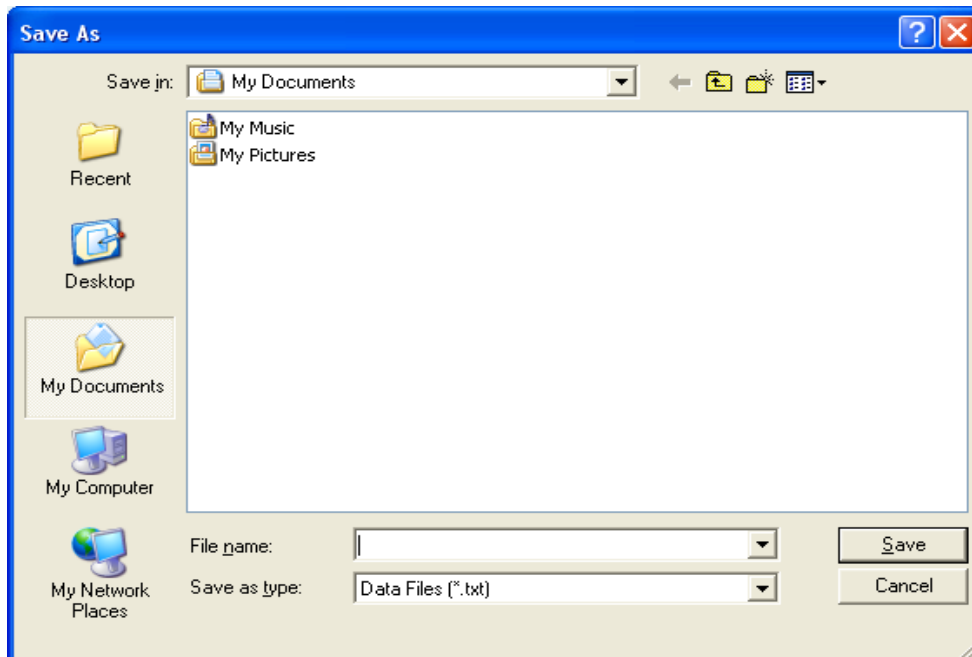 Save As
Save in: My Documents
My Music
My Pictures
Recent
Desktop
My Documents
My Computer
My Network
Places
File name:
Save
Save as type: Data Files (*.txt)
Cancel